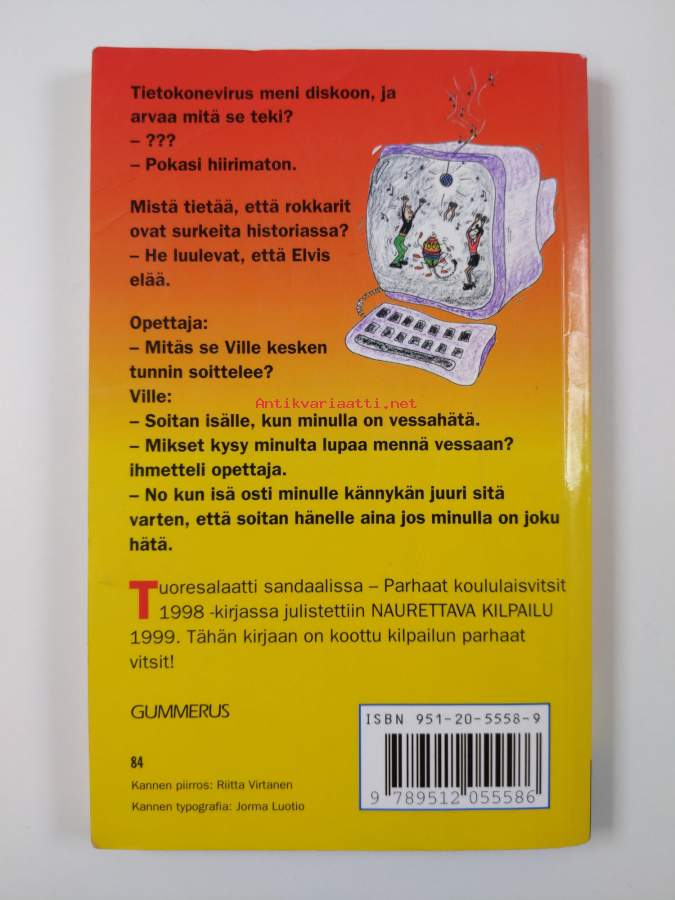 Tietokonevirus meni diskoon, ja
arvaa mitä se teki?
– ???
– Pokasi hiirimaton.
Mistä tietää, että rokkarit
ovat surkeita historiassa?
– He luulevat, että Elvis
elää.
Opettaja:
– Mitäs se Ville kesken
tunnin soittelee?
Ville:
Antikvariaatti.net
– Soitan isälle, kun minulla on vessahätä.
– Mikset kysy minulta lupaa mennä vessaan?
ihmetteli opettaja.
– No kun isä osti minulle kännykän juuri sitä
varten, että soitan hänelle aina jos minulla on joku
hätä.
Tuoresalaatti sandaalissa – Parhaat koululaisvitsit
1998 -kirjassa julistettiin NAURETTAVA KILPAILU
1999. Tähän kirjaan on koottu kilpailun parhaat
vitsit!
GUMMERUS
ISBN 951-20-5558-9
84
Kannen piirros: Riitta Virtanen
Kannen typografia: Jorma Luotio
9 789512 055586